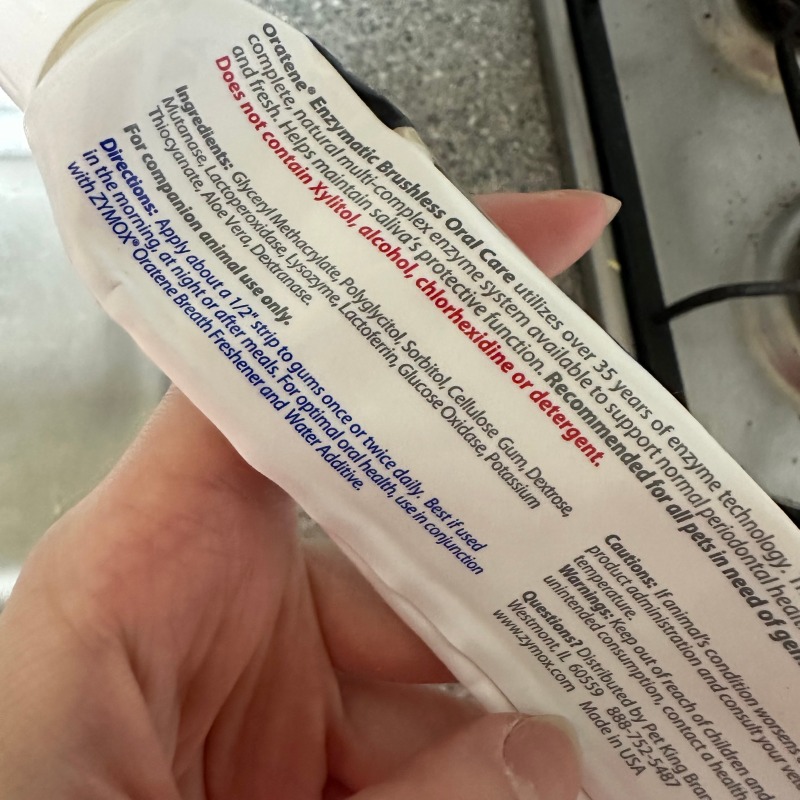 Oratene® Enzymatic Brushless Oral Care utilizes over 35 years of enzyme technology.
complete, natural multi-complex enzyme system available to support normal periodontal
and fresh. Helps maintain saliva's protective function. Recommended for all pets in need of
Does not contain Xylitol, alcohol, chlorhexidine or detergent.
Ingredients: Glyceryl Methacrylate, Polyglycitol, Sorbitol, Cellulose Gum, Dextrose,
Mutanase, Lactoperoxidase, Lysozyme, Lactoferrin, Glucose Oxidase, Potassium
Thiocyanate, Aloe Vera, Dextranase.
For companion animal use only.
Directions: Apply about a 1/2" strip to gums once or twice daily. Best if used
in the morning, at night or after meals. For optimal oral health, use in conjunction
with ZYMOX® Oratene Breath Freshener and Water Additive.
Cautions: If animal's condition worsens
product administration and consult your
temperature.
Warnings: Keep out of reach of children and
unintended consumption, contact a health
Questions? Distributed by Pet King
Westmont, IL 60559 888-752-5487
www.zymox.com Made in USA